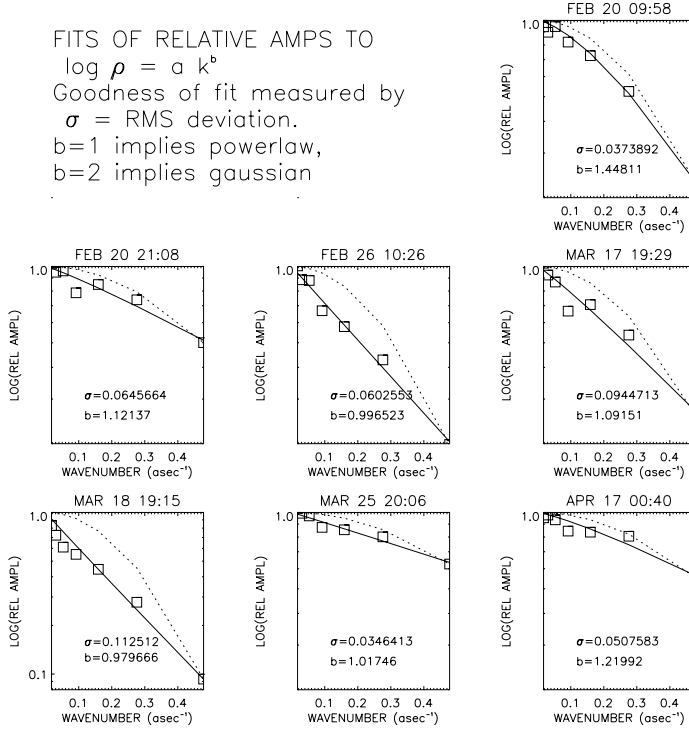 FITS OF RELATIVE AMPS TO
log ρ = a k^b
Goodness of fit measured by
σ = RMS deviation.
b=1 implies powerlaw,
b=2 implies gaussian
FEB 20 09:58
1.0
LOG(REL AMPL)
σ=0.0373892
b=1.44811
0.1 0.2 0.3 0.4
WAVENUMBER (asec⁻¹)
FEB 20 21:08
1.0
LOG(REL AMPL)
σ=0.0645664
b=1.12137
0.1 0.2 0.3 0.4
WAVENUMBER (asec⁻¹)
FEB 26 10:26
1.0
LOG(REL AMPL)
σ=0.0602553
b=0.996523
0.1 0.2 0.3 0.4
WAVENUMBER (asec⁻¹)
MAR 17 19:29
1.0
LOG(REL AMPL)
σ=0.0944713
b=1.09151
0.1 0.2 0.3 0.4
WAVENUMBER (asec⁻¹)
MAR 18 19:15
1.0
LOG(REL AMPL)
σ=0.112512
b=0.979666
0.1
0.1 0.2 0.3 0.4
WAVENUMBER (asec⁻¹)
MAR 25 20:06
1.0
LOG(REL AMPL)
σ=0.0346413
b=1.01746
0.1 0.2 0.3 0.4
WAVENUMBER (asec⁻¹)
APR 17 00:40
1.0
LOG(REL AMPL)
σ=0.0507583
b=1.21992
0.1 0.2 0.3 0.4
WAVENUMBER (asec⁻¹)